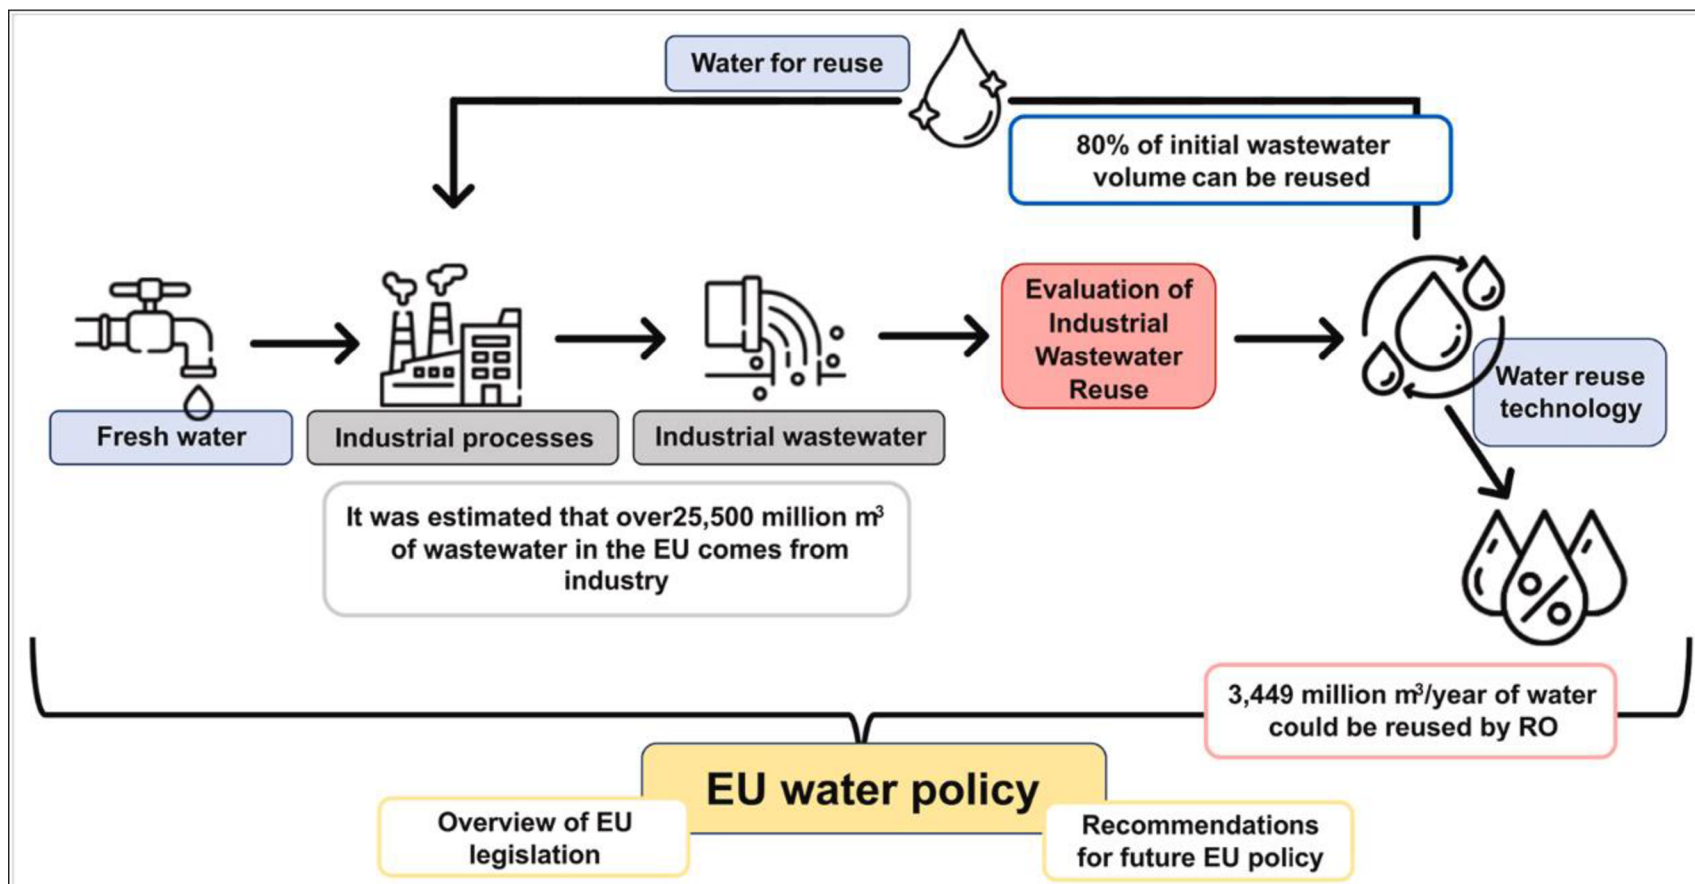 Water for reuse
80% of initial wastewater
volume can be reused
Evaluation of
Industrial
Wastewater
Reuse
Water reuse
technology
Fresh water
Industrial processes
Industrial wastewater
It was estimated that over25,500 million m³
of wastewater in the EU comes from
industry
%
3,449 million m³/year of water
could be reused by RO
EU water policy
Overview of EU
legislation
Recommendations
for future EU policy